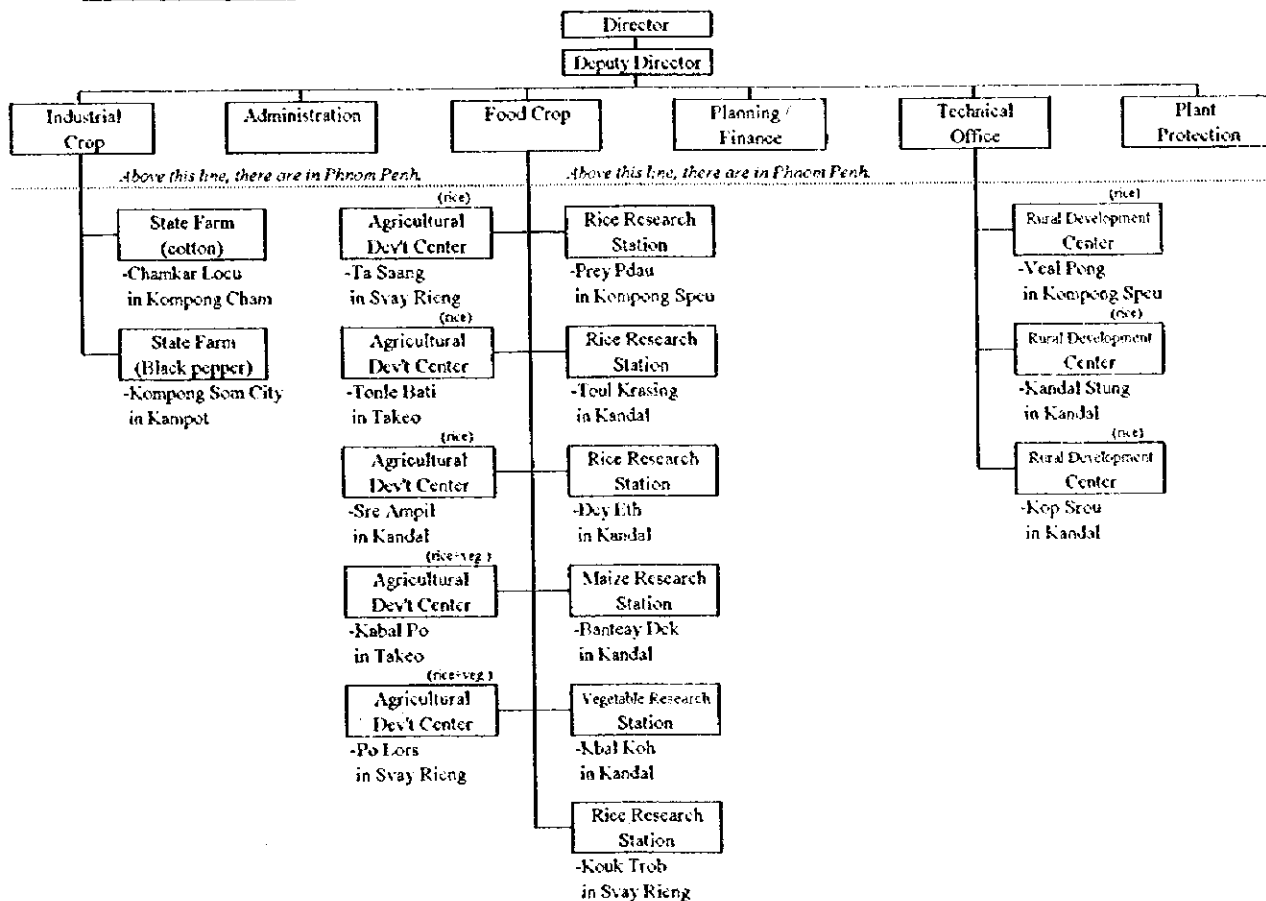 Director
Deputy Director
Industrial
Crop
Administration
Food Crop
Planning /
Finance
Technical
Office
Plant
Protection
Above this line, there are in Phnom Penh.
Above this line, there are in Phnom Penh.
State Farm
(cotton)
-Chamkar Locu
in Kompong Cham
State Farm
(Black pepper)
-Kompong Som City
in Kampot
(rice)
Agricultural
Dev't Center
-Ta Saang
in Svay Rieng
(rice)
Agricultural
Dev't Center
-Tonle Bati
in Takeo
(rice)
Agricultural
Dev't Center
-Sre Ampil
in Kandal
(rice+veg.)
Agricultural
Dev't Center
-Kabal Po
in Takeo
(rice+veg.)
Agricultural
Dev't Center
-Po Lors
in Svay Rieng
Rice Research
Station
-Prey Pdau
in Kompong Speu
Rice Research
Station
-Toul Krasing
in Kandal
Rice Research
Station
-Dey Eth
in Kandal
Maize Research
Station
-Banteay Dek
in Kandal
Vegetable Research
Station
-Kbal Koh
in Kandal
Rice Research
Station
-Kouk Trob
in Svay Rieng
(rice)
Rural Development
Center
-Veal Pong
in Kompong Speu
(rice)
Rural Development
Center
-Kandal Stung
in Kandal
(rice)
Rural Development
Center
-Kop Srou
in Kandal